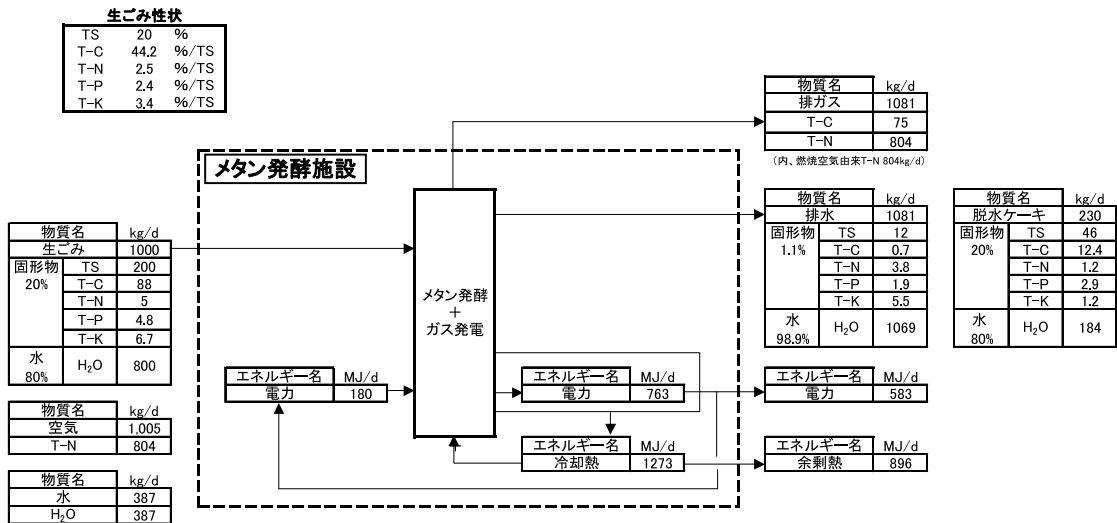 生ごみ性状
TS 20 %
T-C 44.2 %/TS
T-N 2.5 %/TS
T-P 2.4 %/TS
T-K 3.4 %/TS
物質名 kg/d
排ガス 1081
T-C 75
T-N 804
(内、燃焼空気由来T-N 804kg/d)
メタン発酵施設
物質名 kg/d
生ごみ 1000
固形物 TS 200
20% T-C 88
T-N 5
T-P 4.8
T-K 6.7
水 H₂O 800
80%
物質名 kg/d
空気 1,005
T-N 804
物質名 kg/d
水 387
H₂O 387
メタン発酵
+
ガス発電
エネルギー名 MJ/d
電力 180
エネルギー名 MJ/d
電力 763
エネルギー名 MJ/d
冷却熱 1273
物質名 kg/d
排水 1081
固形物 TS 12
1.1% T-C 0.7
T-N 3.8
T-P 1.9
T-K 5.5
水 H₂O 1069
98.9%
物質名 kg/d
脱水ケーキ 230
固形物 TS 46
20% T-C 12.4
T-N 1.2
T-P 2.9
T-K 1.2
水 H₂O 184
80%
エネルギー名 MJ/d
電力 583
エネルギー名 MJ/d
余剰熱 896